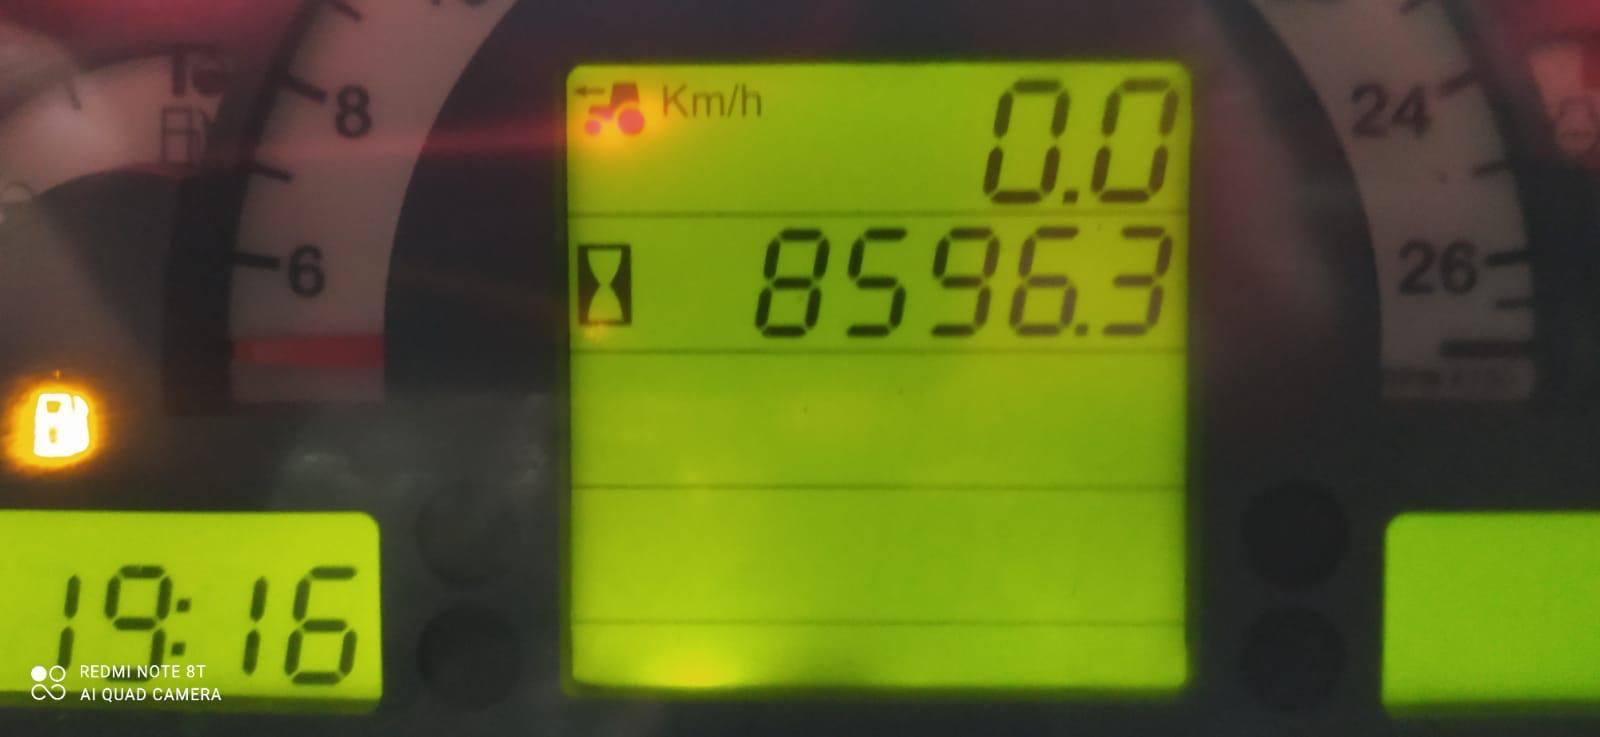 Km/h 0.0
8596.3
8
6
24
26
19:16
REDMI NOTE 8T
AI QUAD CAMERA